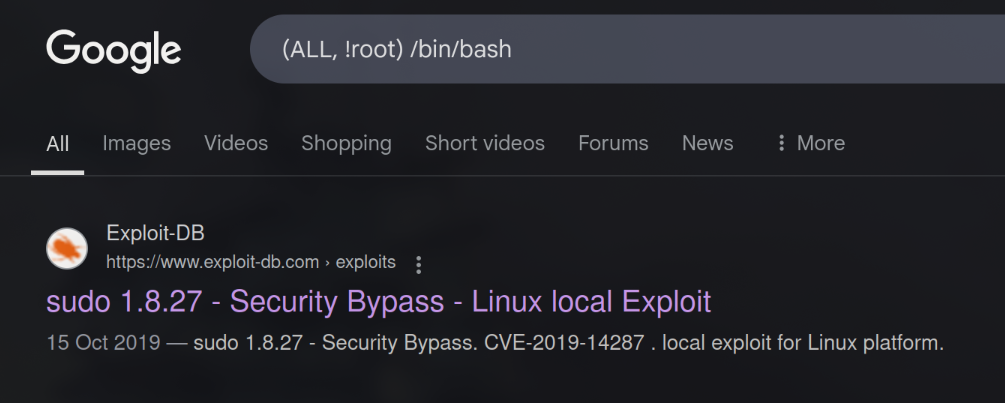 Google
(ALL, !root) /bin/bash
All Images Videos Shopping Short videos Forums News More
Exploit-DB
https://www.exploit-db.com › exploits
sudo 1.8.27 - Security Bypass - Linux local Exploit
15 Oct 2019 — sudo 1.8.27 - Security Bypass. CVE-2019-14287 . local exploit for Linux platform.